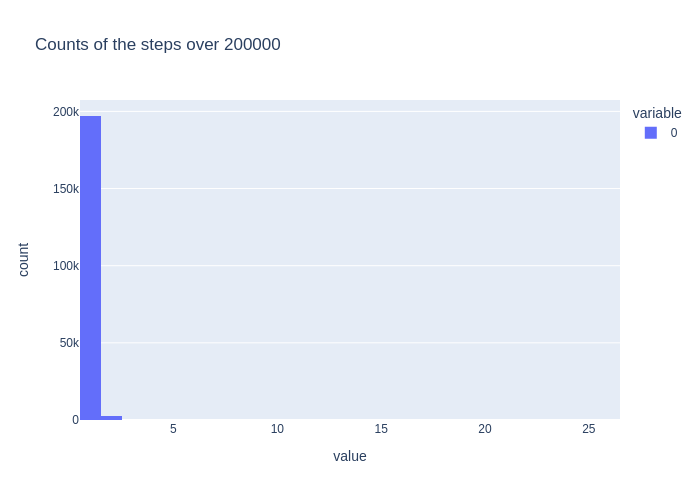 Counts of the steps over 200000
variable
0
200k
150k
100k
50k
0
count
5
10
15
20
25
value